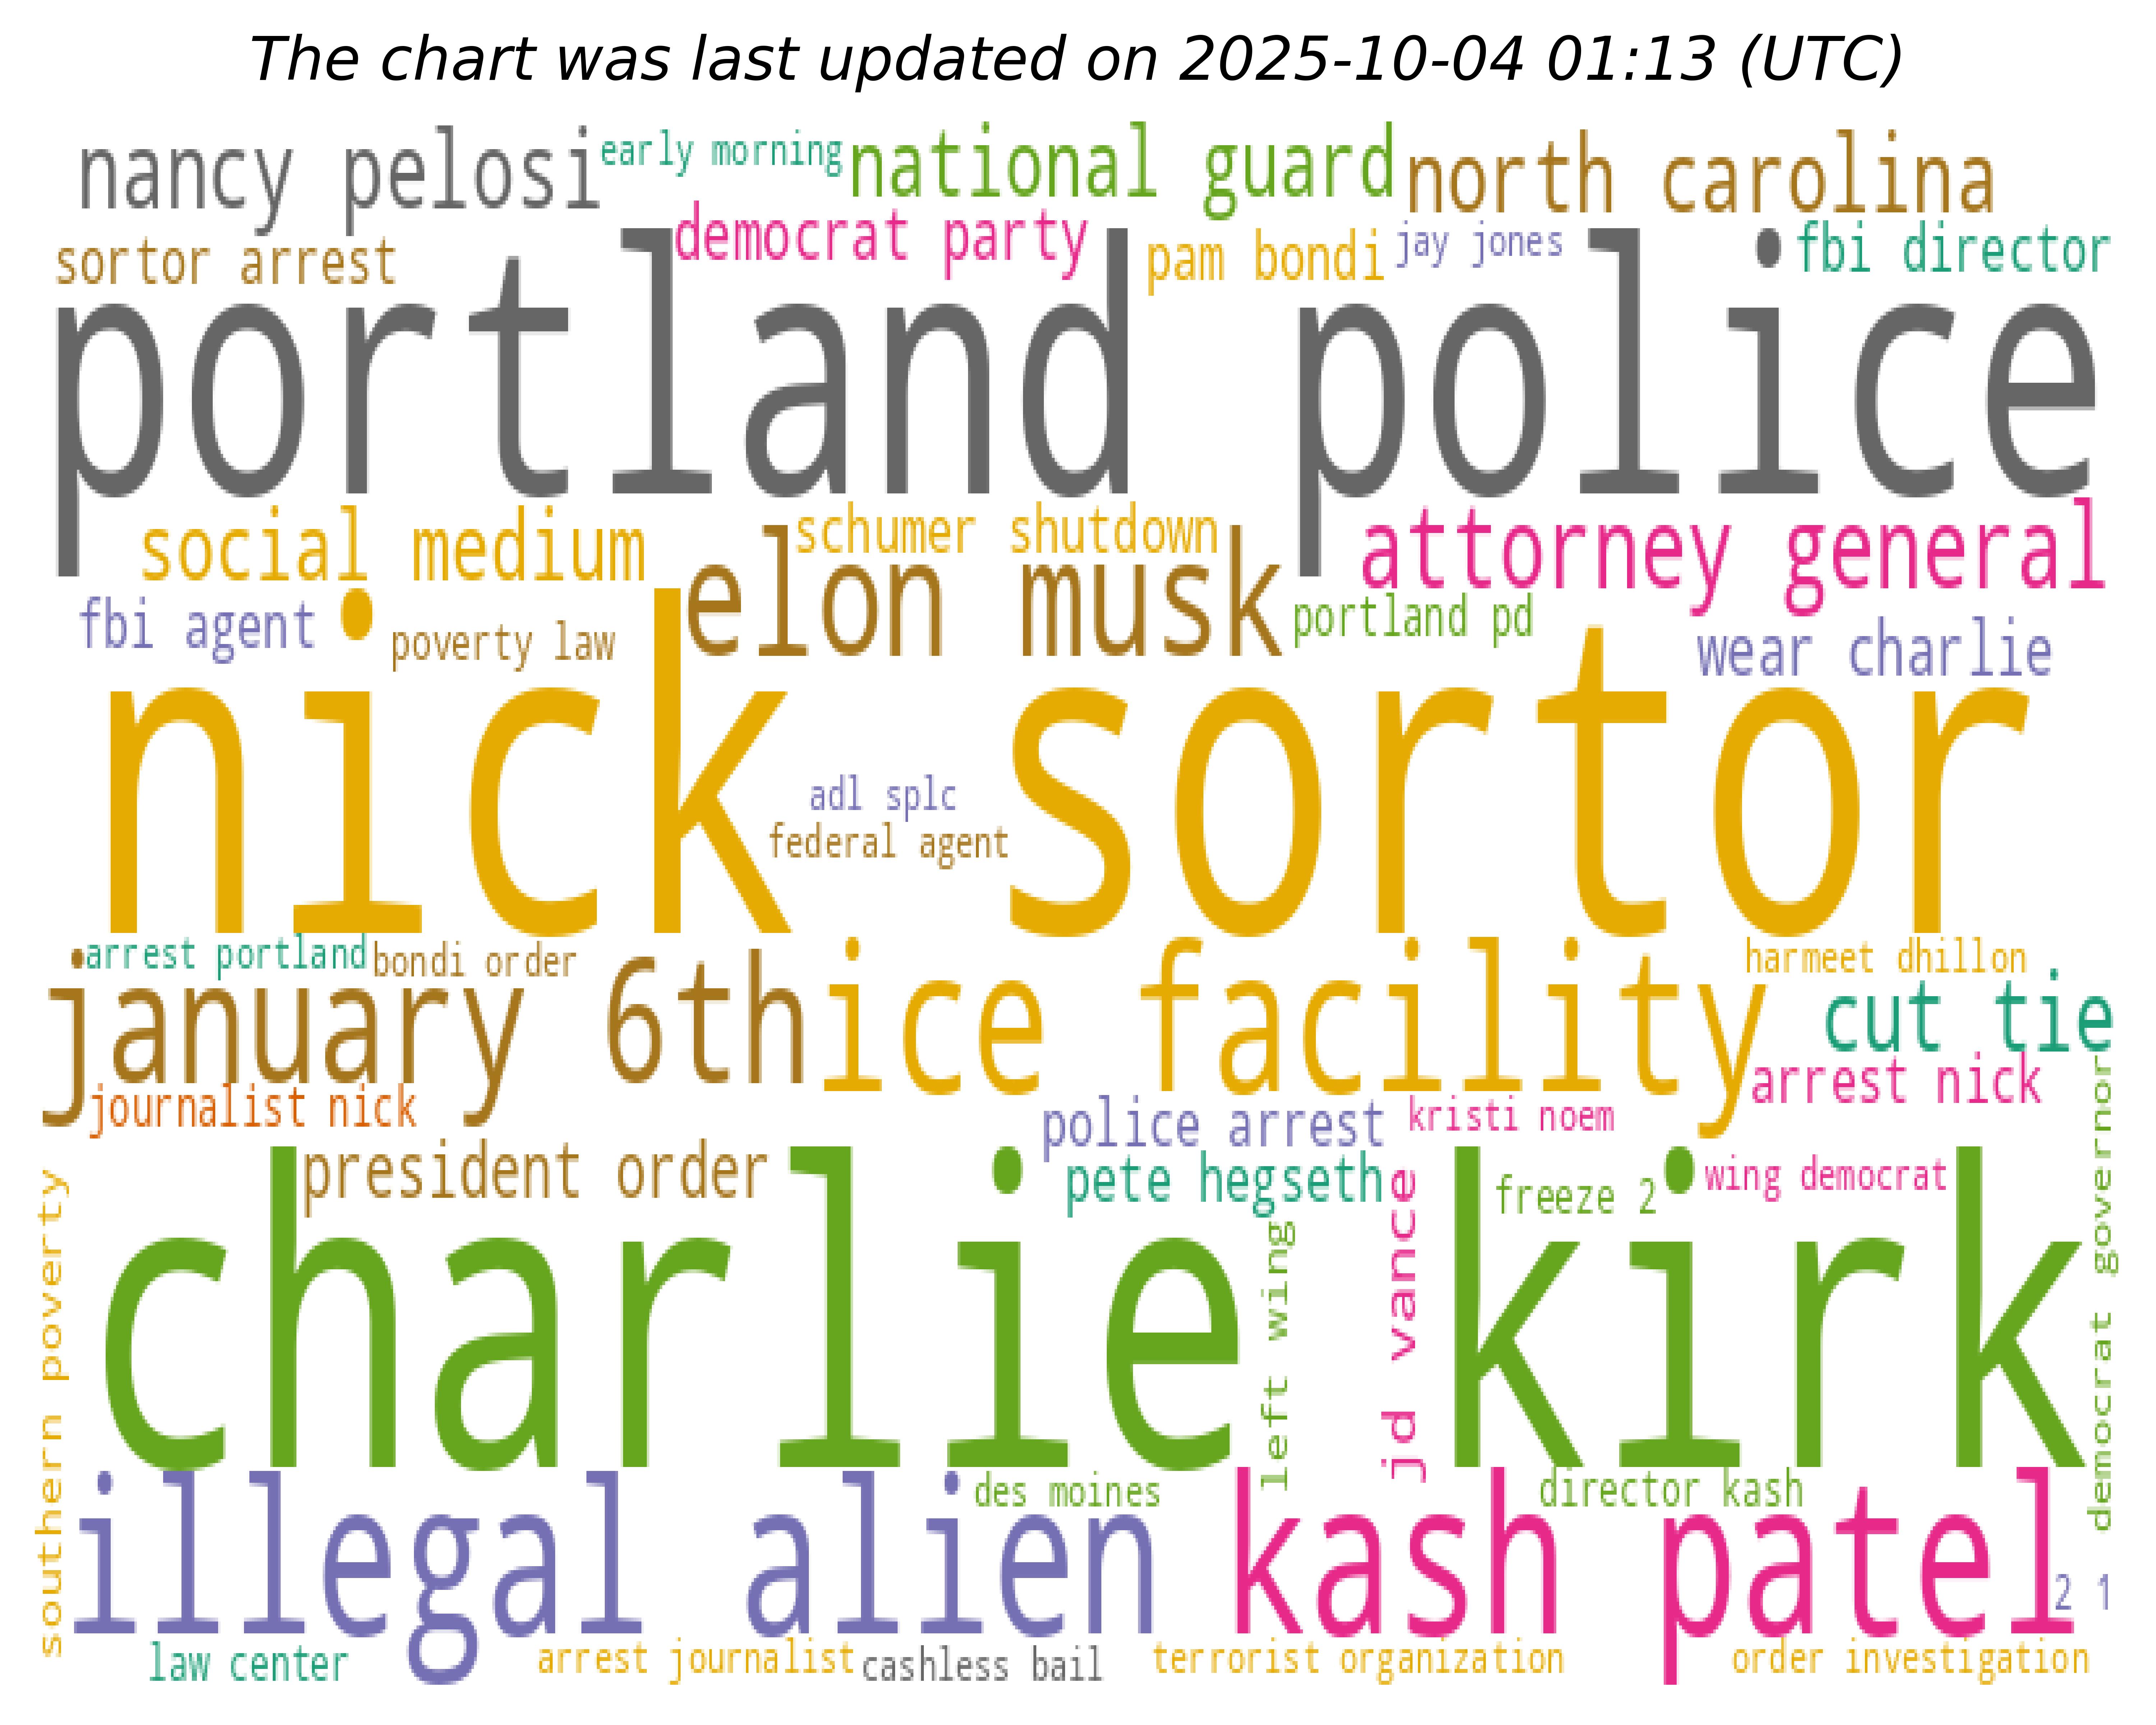 The chart was last updated on 2025-10-04 01:13 (UTC)
nancy pelosi
early morning
national guard
north carolina
sortor arrest
democrat party
pam bondi
jay jones
fbi director
portland police
social medium
schumer shutdown
attorney general
elon musk
fbi agent
poverty law
portland pd
wear charlie
nick sortor
adl splc
federal agent
arrest portland
bondi order
harmeet dhillon
january 6th
ice facility
cut tie
journalist nick
arrest nick
police arrest
kristi noem
president order
pete hegseth
freeze 2
wing democrat
charlie kirk
left wing
jd vance
democrat governor
southern poverty
illegal alien
des moines
kash patel
director kash
2 1
law center
arrest journalist
cashless bail
terrorist organization
order investigation